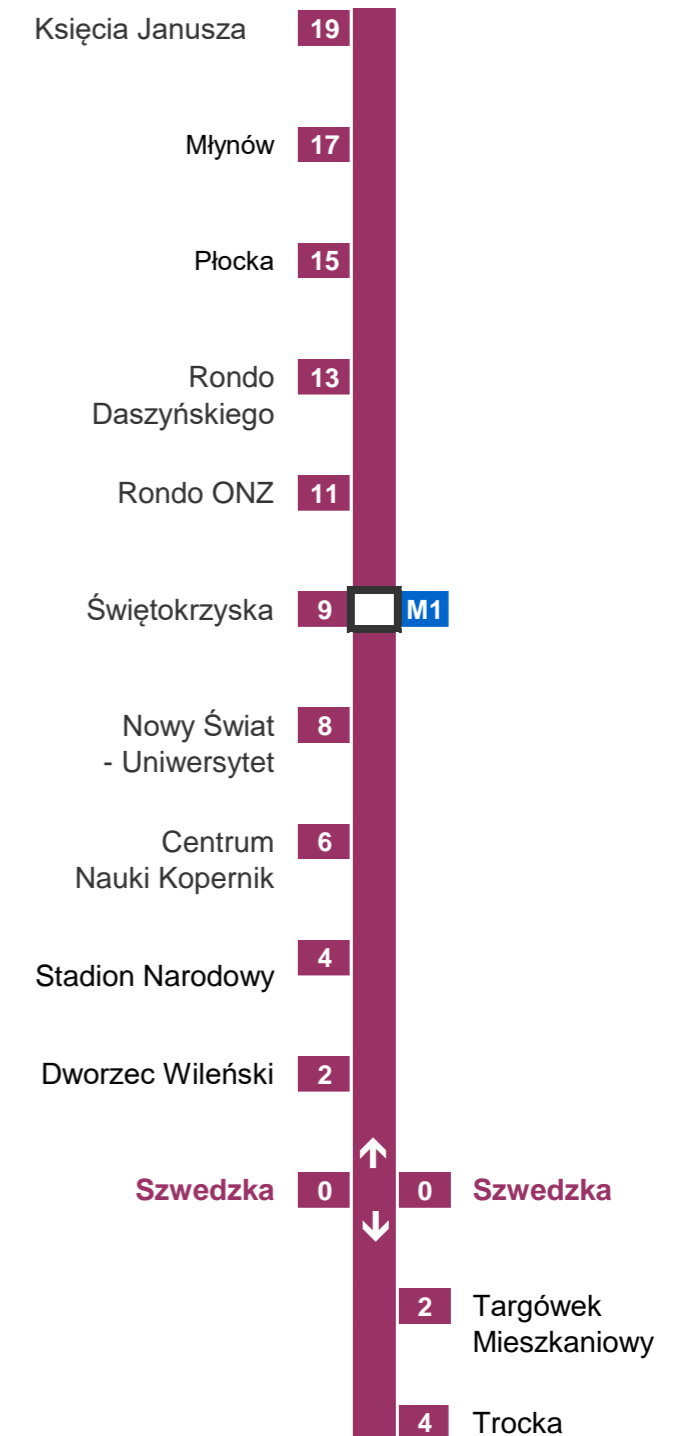 Księcia Janusza 19
Młynów 17
Płocka 15
Rondo 13
Daszyńskiego
Rondo ONZ 11
Świętokrzyska 9 M1
Nowy Świat 8
- Uniwersytet
Centrum 6
Nauki Kopernik
Stadion Narodowy 4
Dworzec Wileński 2
Szwedzka 0 0 Szwedzka
2 Targówek
Mieszkaniowy
4 Trocka